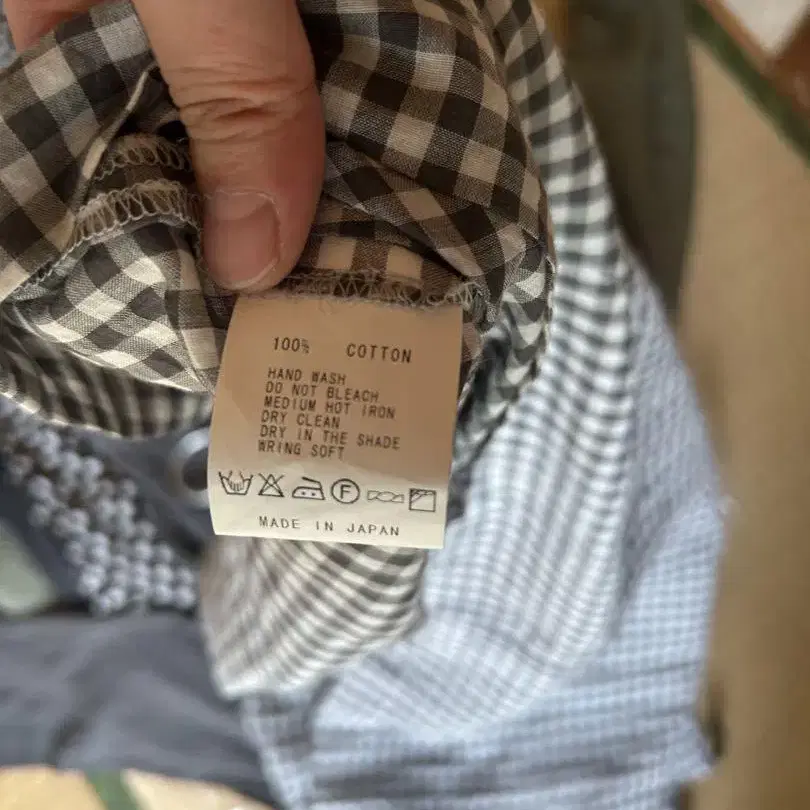 100% COTTON
HAND WASH
DO NOT BLEACH
MEDIUM HOT IRON
DRY CLEAN
DRY IN THE SHADE
WRING SOFT
F
MADE IN JAPAN